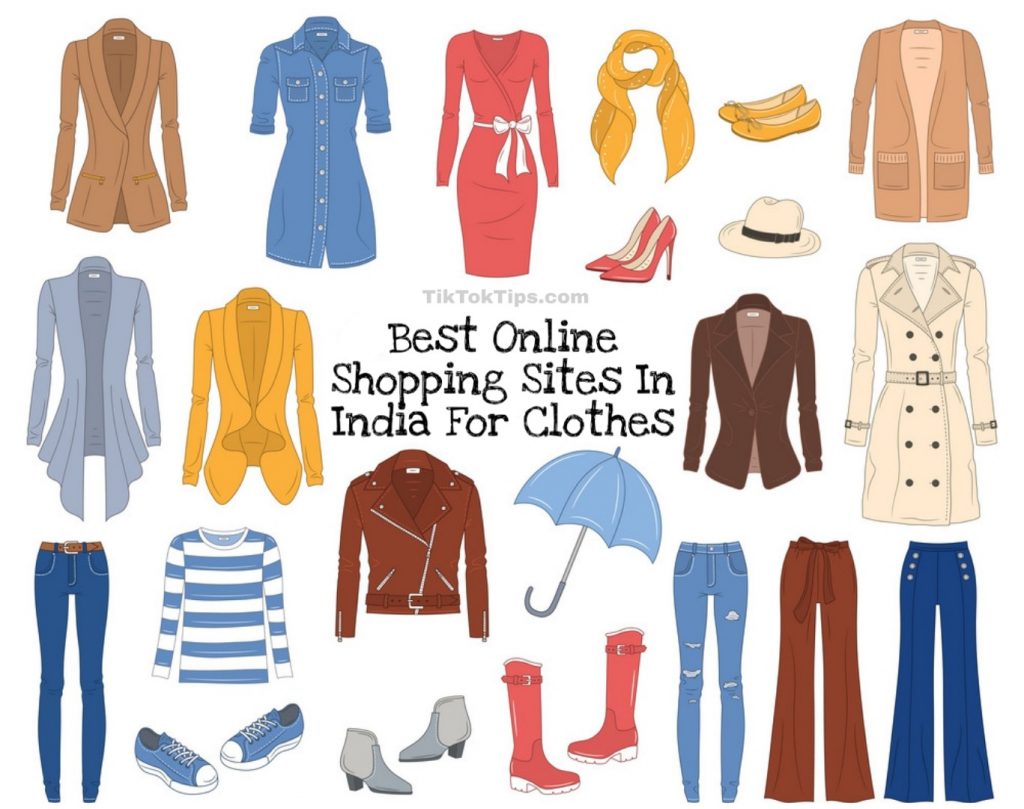 TikTokTips.com
Best Online
Shopping Sites In
India For Clothes